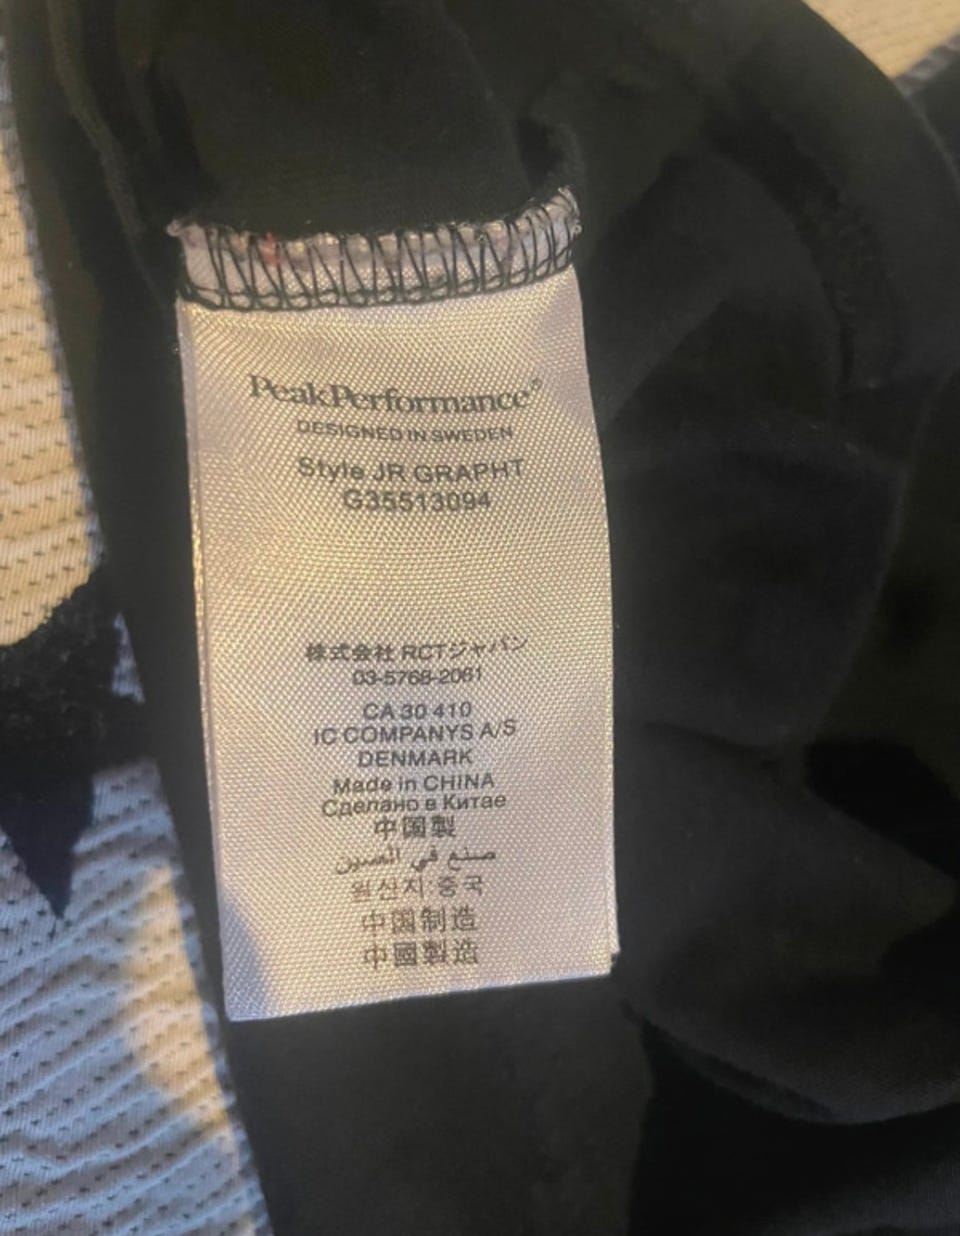 PeakPerformance®
DESIGNED IN SWEDEN
Style JR GRAPHT
G35513094
株式会社 RCTジャパン
03-5768-2061
CA 30 410
IC COMPANYS A/S
DENMARK
Made in CHINA
Сделано в Китае
中国製
صنع في الصين
원산지:중국
中国制造
中國製造